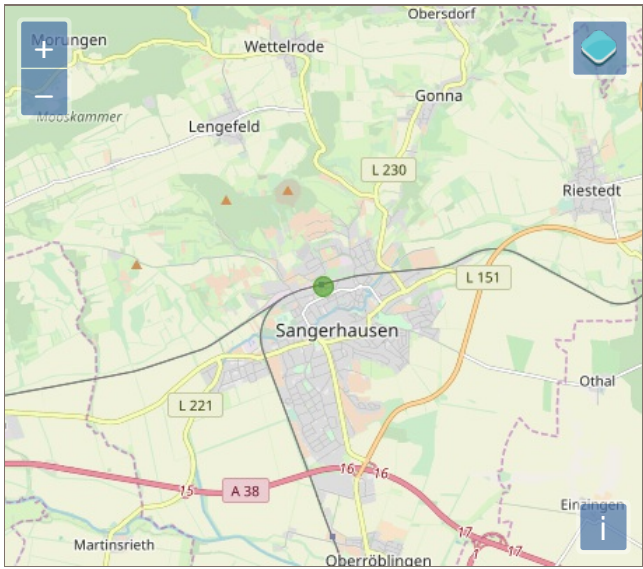 Obersdorf
Morungen
Wettelrode
+
−
Gonna
Mooskammer
Lengefeld
L 230
Riestedt
L 151
Sangerhausen
Othal
L 221
16
16
15
A 38
Einzingen
17
i
Martinsrieth
17
1
Oberröblingen